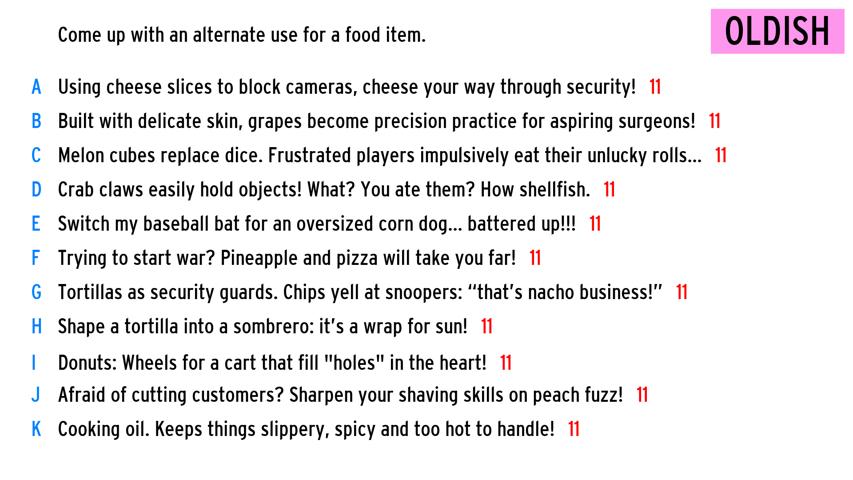 Come up with an alternate use for a food item.
OLDISH
A Using cheese slices to block cameras, cheese your way through security! 11
B Built with delicate skin, grapes become precision practice for aspiring surgeons! 11
C Melon cubes replace dice. Frustrated players impulsively eat their unlucky rolls... 11
D Crab claws easily hold objects! What? You ate them? How shellfish. 11
E Switch my baseball bat for an oversized corn dog... battered up!!! 11
F Trying to start war? Pineapple and pizza will take you far! 11
G Tortillas as security guards. Chips yell at snoopers: “that’s nacho business!” 11
H Shape a tortilla into a sombrero: it’s a wrap for sun! 11
I Donuts: Wheels for a cart that fill "holes" in the heart! 11
J Afraid of cutting customers? Sharpen your shaving skills on peach fuzz! 11
K Cooking oil. Keeps things slippery, spicy and too hot to handle! 11